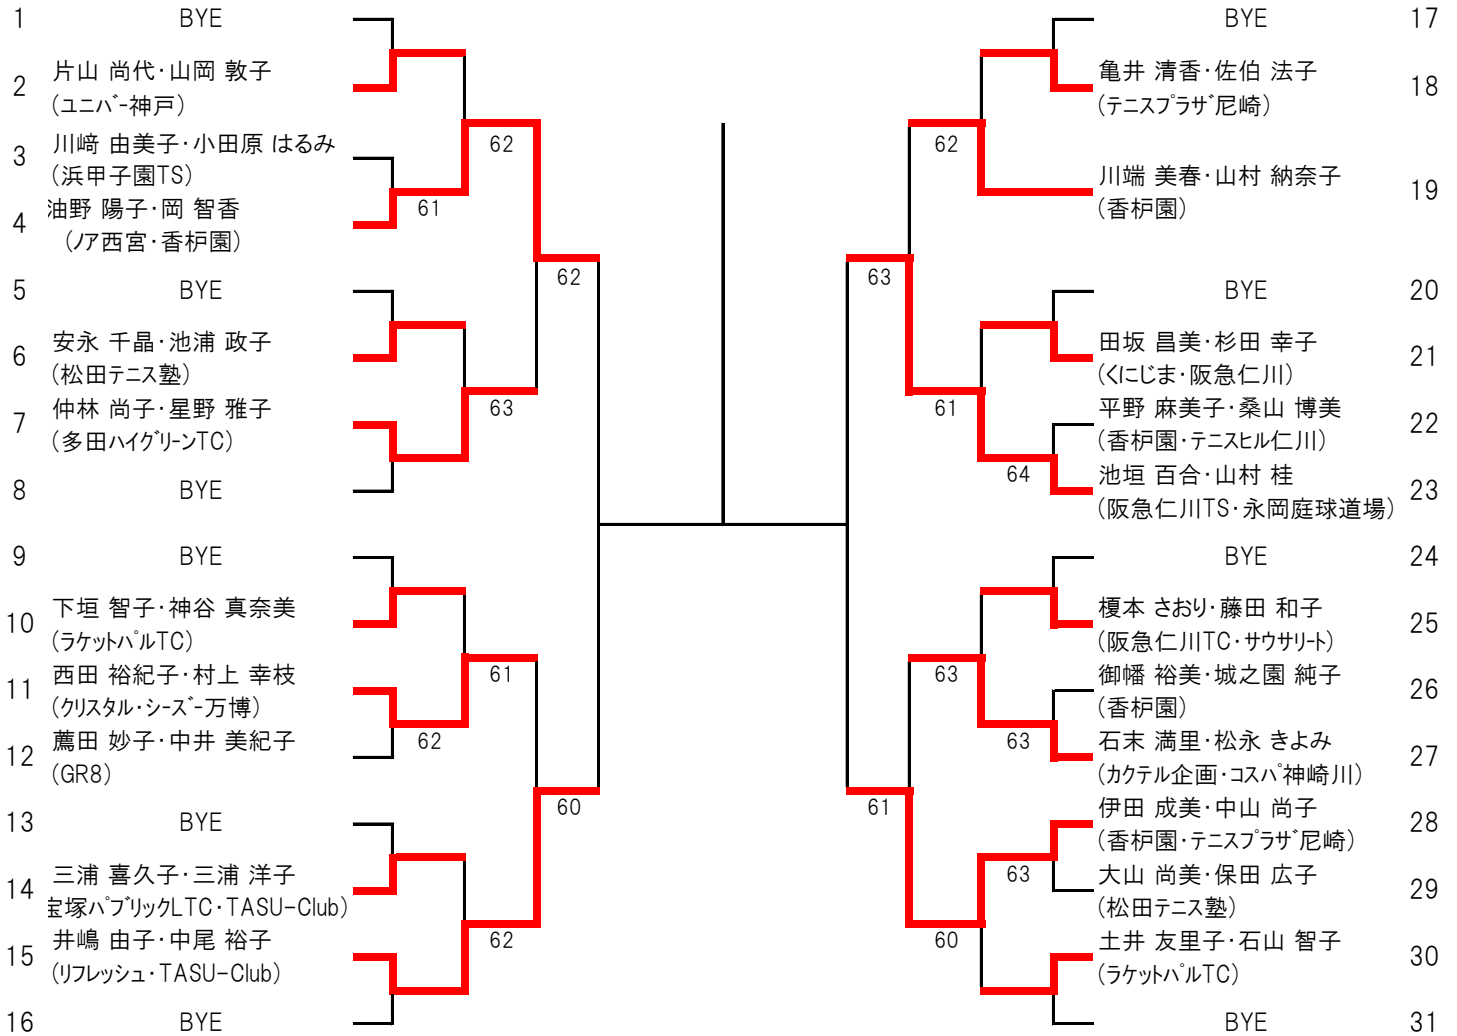 1 BYE
2 片山 尚代・山岡 敦子
(ユニバー神戸)
3 川﨑 由美子・小田原 はるみ
(浜甲子園TS)
4 油野 陽子・岡 智香
(ノア西宮・香枦園)
5 BYE
6 安永 千晶・池浦 政子
(松田テニス塾)
7 仲林 尚子・星野 雅子
(多田ハイグリーンTC)
8 BYE
9 BYE
10 下垣 智子・神谷 真奈美
(ラケットパルTC)
11 西田 裕紀子・村上 幸枝
(クリスタル・シーズー万博)
12 薦田 妙子・中井 美紀子
(GR8)
13 BYE
14 三浦 喜久子・三浦 洋子
宝塚パブリックLTC・TASU-Club)
15 井嶋 由子・中尾 裕子
(リフレッシュ・TASU-Club)
16 BYE
61
62
62
63
61
62
62
62
60
BYE 17
亀井 清香・佐伯 法子 18
(テニスプラザ尼崎)
川端 美春・山村 納奈子 19
(香枦園)
BYE 20
田坂 昌美・杉田 幸子 21
(くにじま・阪急仁川)
平野 麻美子・桑山 博美 22
(香枦園・テニスヒル仁川)
池垣 百合・山村 桂 23
(阪急仁川TS・永岡庭球道場)
BYE 24
榎本 さおり・藤田 和子 25
(阪急仁川TC・サウサリート)
御幡 裕美・城之園 純子 26
(香枦園)
石末 満里・松永 きよみ 27
(カクテル企画・コスパ神崎川)
伊田 成美・中山 尚子 28
(香枦園・テニスプラザ尼崎)
大山 尚美・保田 広子 29
(松田テニス塾)
土井 友里子・石山 智子 30
(ラケットパルTC)
BYE 31
62
63
61
64
63
63
61
63
60